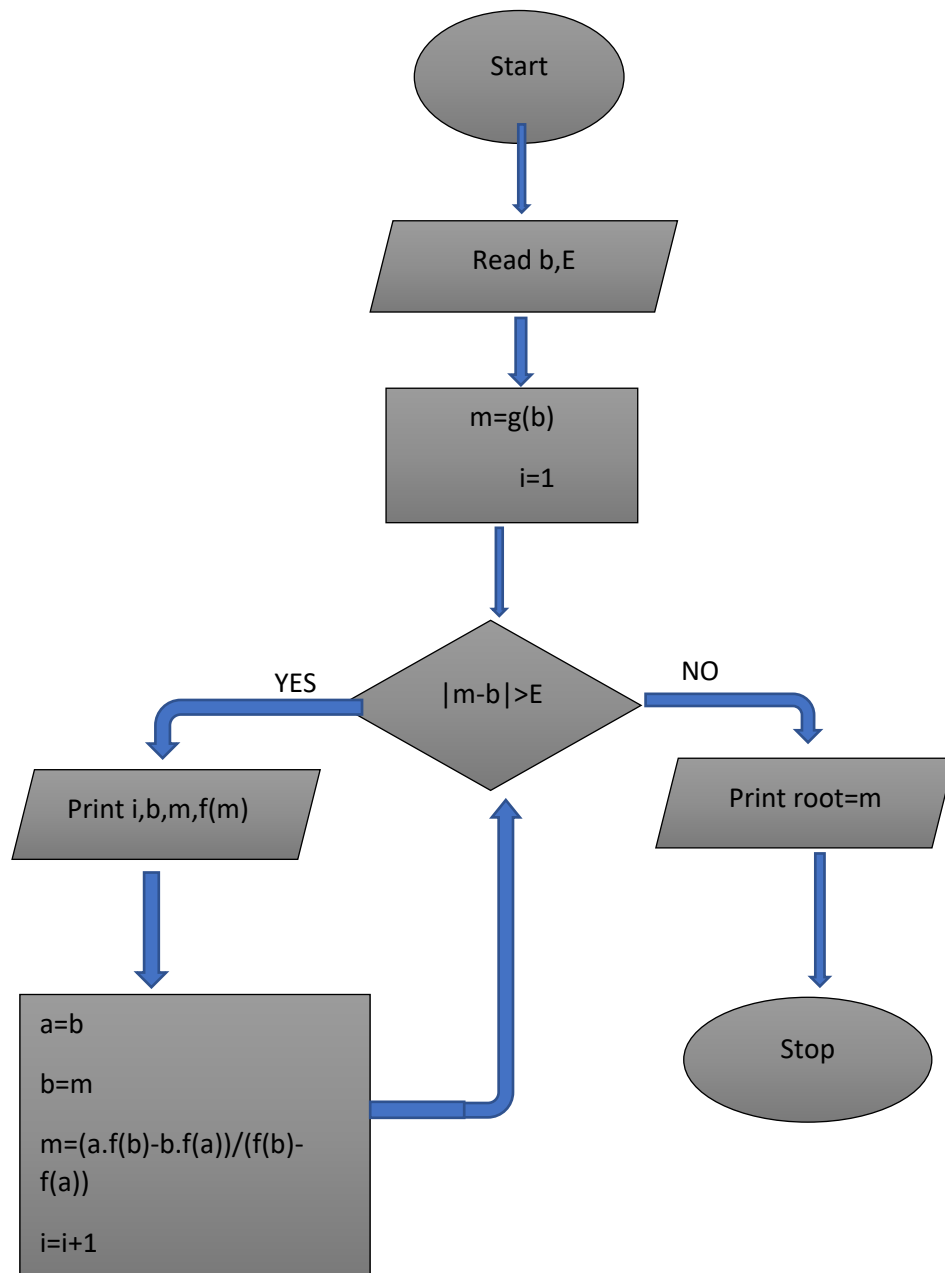 Start
Read b,E
m=g(b)
i=1
|m-b|>E
YES
NO
Print i,b,m,f(m)
Print root=m
a=b
b=m
m=(a.f(b)-b.f(a))/(f(b)-
f(a))
i=i+1
Stop